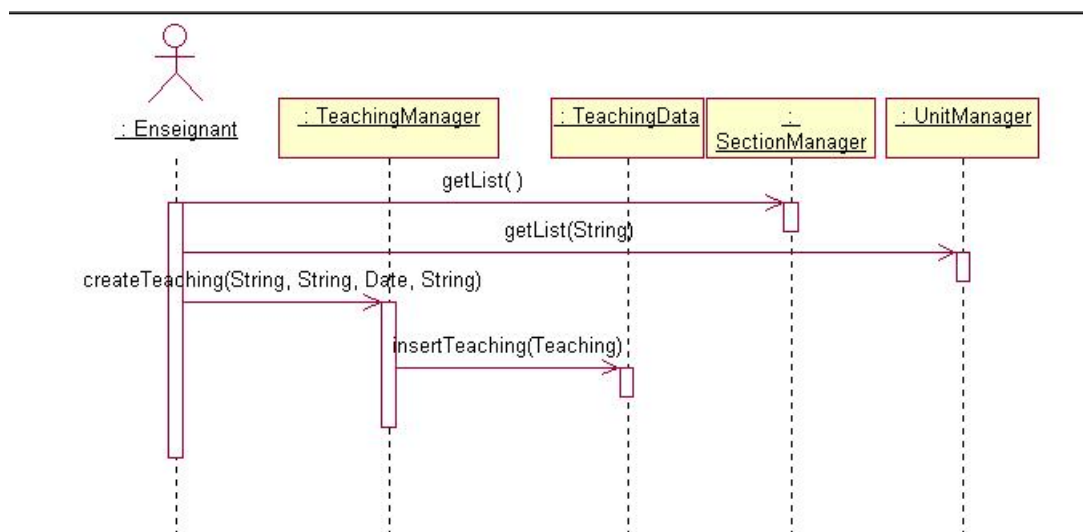 : Enseignant
: TeachingManager
: TeachingData
:
SectionManager
: UnitManager
getList( )
getList(String)
createTeaching(String, String, Date, String)
insertTeaching(Teaching)